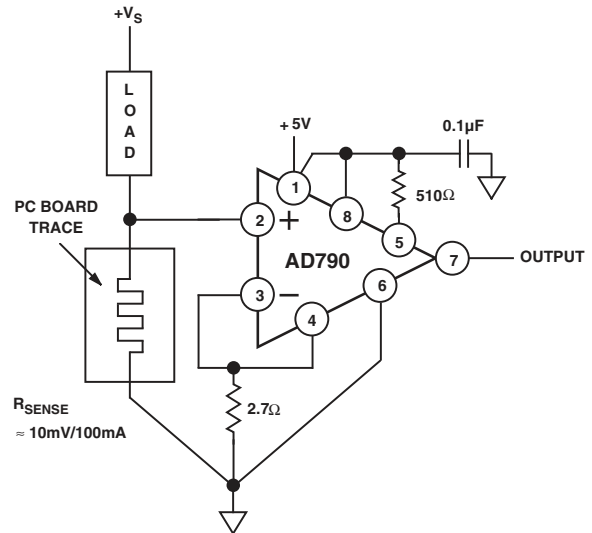 +VS
LOAD
+5V
0.1µF
1
510Ω
PC BOARD
TRACE
2
+
8
5
AD790
7
OUTPUT
3
−
6
4
RSENSE
≈ 10mV/100mA
2.7Ω